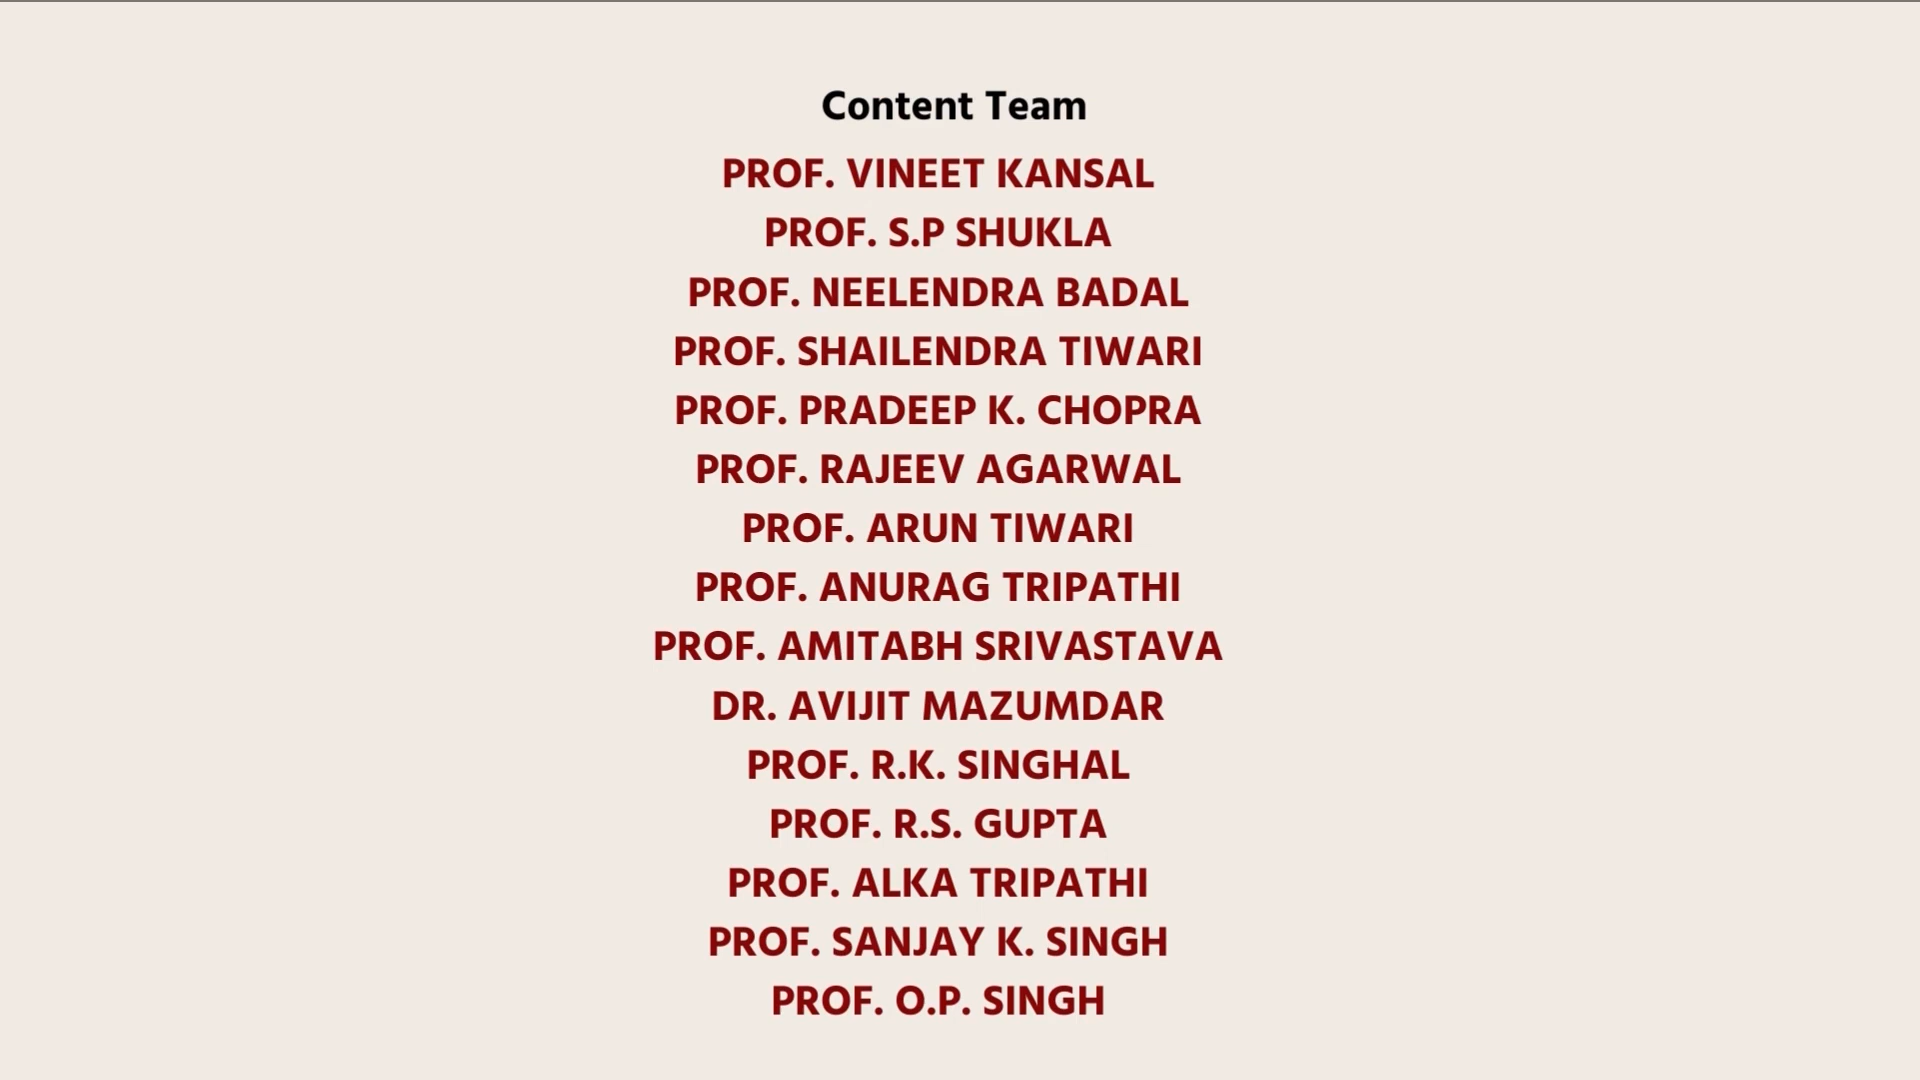 Content Team
PROF. VINEET KANSAL
PROF. S.P SHUKLA
PROF. NEELENDRA BADAL
PROF. SHAILENDRA TIWARI
PROF. PRADEEP K. CHOPRA
PROF. RAJEEV AGARWAL
PROF. ARUN TIWARI
PROF. ANURAG TRIPATHI
PROF. AMITABH SRIVASTAVA
DR. AVIJIT MAZUMDAR
PROF. R.K. SINGHAL
PROF. R.S. GUPTA
PROF. ALKA TRIPATHI
PROF. SANJAY K. SINGH
PROF. O.P. SINGH